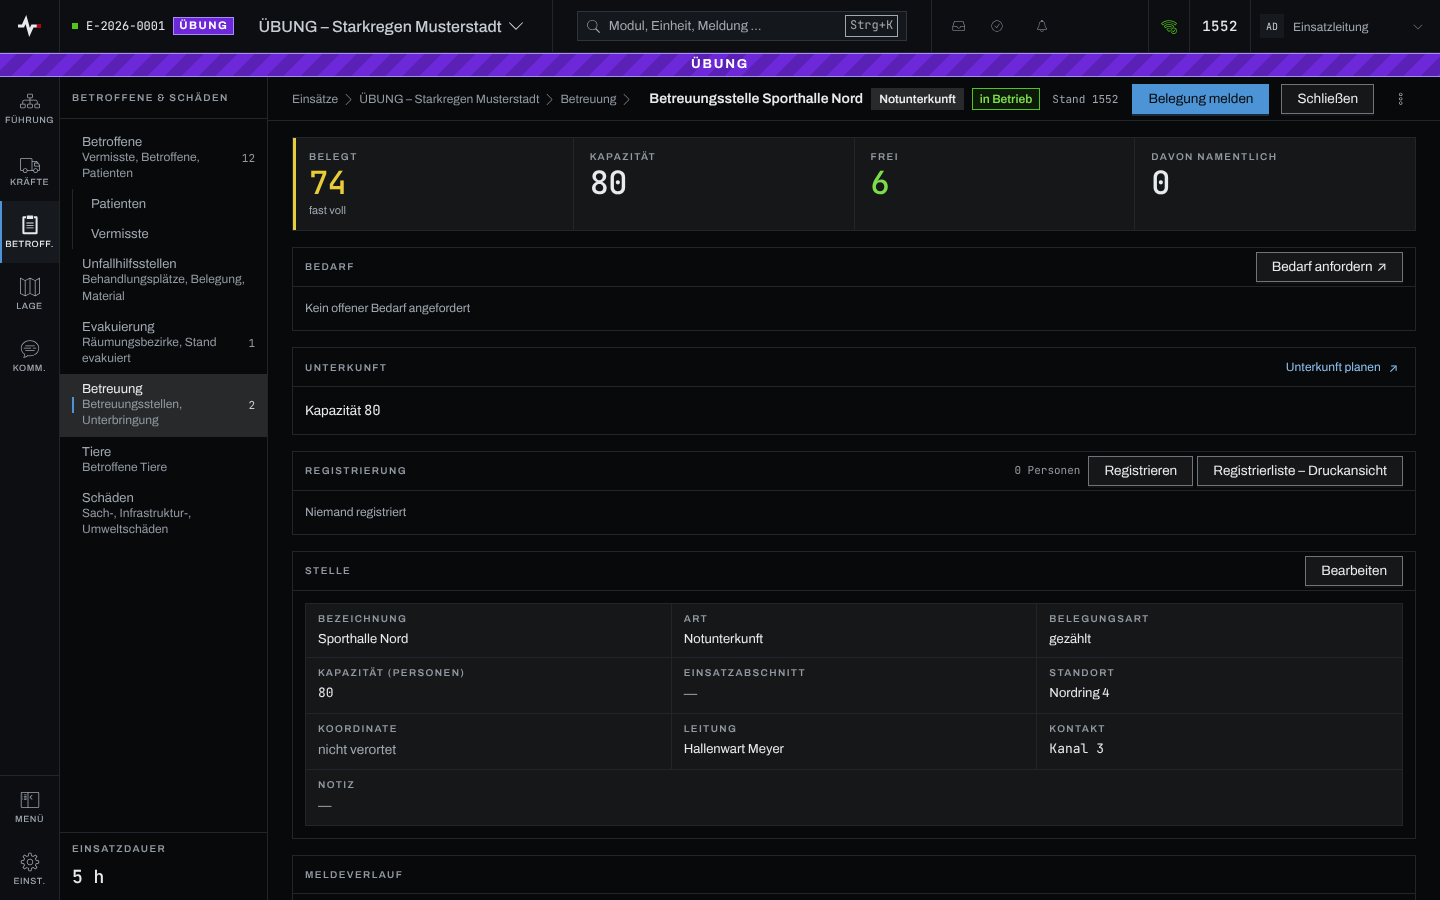 E-2026-0001 ÜBUNG ÜBUNG – Starkregen Musterstadt Modul, Einheit, Meldung ... Strg+K 1552 AD Einsatzleitung
ÜBUNG
FÜHRUNG
KRÄFTE
BETROFF.
LAGE
KOMM.
MENÜ
EINST.
BETROFFENE & SCHÄDEN
Betroffene
Vermisste, Betroffene, 12
Patienten
Patienten
Vermisste
Unfallhilfsstellen
Behandlungsplätze, Belegung,
Material
Evakuierung
Räumungsbezirke, Stand 1
evakuiert
Betreuung
Betreuungsstellen, 2
Unterbringung
Tiere
Betroffene Tiere
Schäden
Sach-, Infrastruktur-,
Umweltschäden
EINSATZDAUER
5 h
Einsätze ÜBUNG – Starkregen Musterstadt Betreuung Betreuungsstelle Sporthalle Nord Notunterkunft in Betrieb Stand 1552 Belegung melden Schließen
BELEGT KAPAZITÄT FREI DAVON NAMENTLICH
74 80 6 0
fast voll
BEDARF Bedarf anfordern
Kein offener Bedarf angefordert
UNTERKUNFT Unterkunft planen
Kapazität 80
REGISTRIERUNG 0 Personen Registrieren Registrierliste – Druckansicht
Niemand registriert
STELLE Bearbeiten
BEZEICHNUNG ART BELEGUNGSART
Sporthalle Nord Notunterkunft gezählt
KAPAZITÄT (PERSONEN) EINSATZABSCHNITT STANDORT
80 — Nordring 4
KOORDINATE LEITUNG KONTAKT
nicht verortet Hallenwart Meyer Kanal 3
NOTIZ
—
MELDEVERLAUF